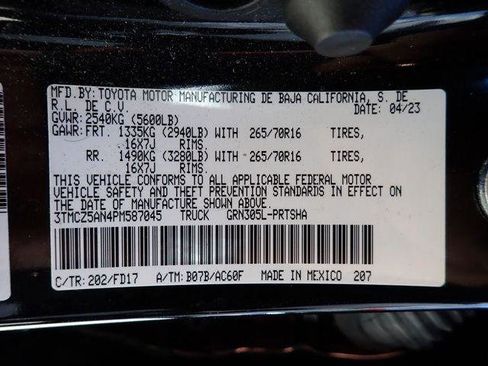 MFD.BY: TOYOTA MOTOR MANUFACTURING DE BAJA CALIFORNIA, S. DE
R.L. DE C.V. DATE: 04/23
GVWR: 2540KG (5600LB)
GAWR: FRT. 1335KG (2940LB) WITH 265/70R16 TIRES,
16X7J RIMS.
RR. 1490KG (3280LB) WITH 265/70R16 TIRES,
16X7J RIMS.
THIS VEHICLE CONFORMS TO ALL APPLICABLE FEDERAL MOTOR
VEHICLE SAFETY AND THEFT PREVENTION STANDARDS IN EFFECT ON
THE DATE OF MANUFACTURE SHOWN ABOVE.
3TMCZ5AN4PM587045 TRUCK GRN305L-PRTSHA
C/TR: 202/FD17 A/TM: B07B/AC60F MADE IN MEXICO 207